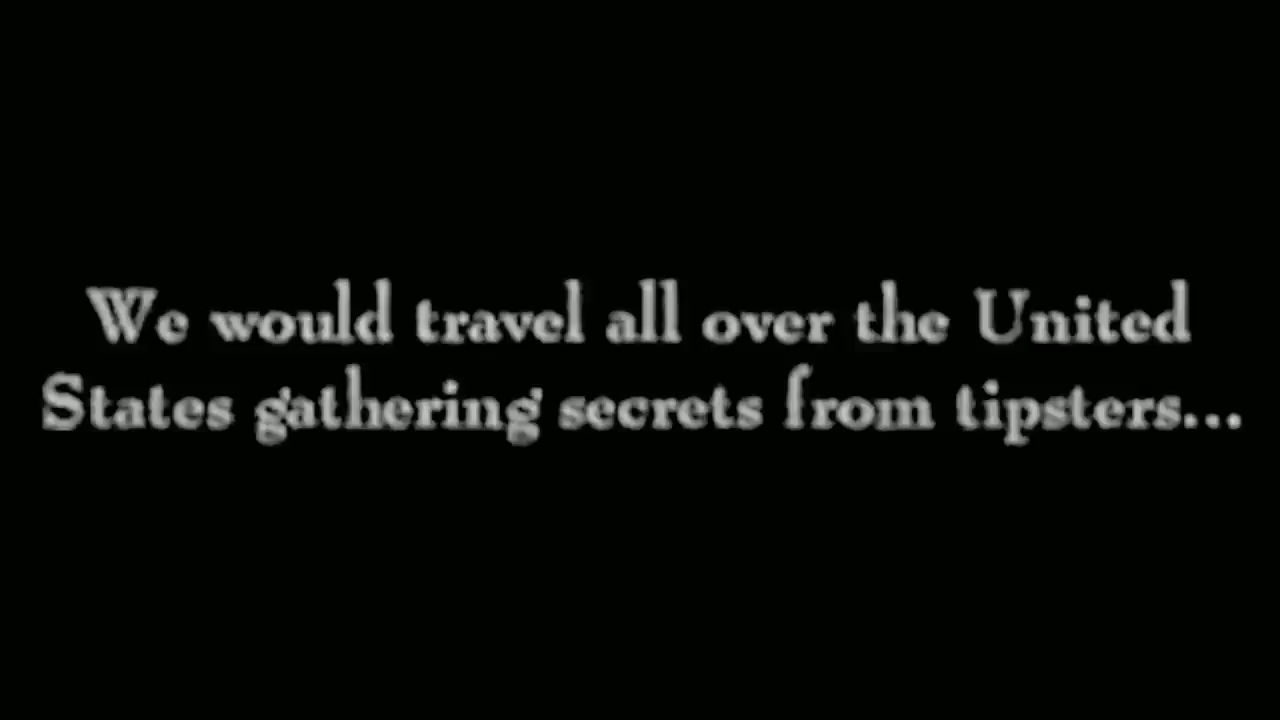 We would travel all over the United
States gathering secrets from tipsters...